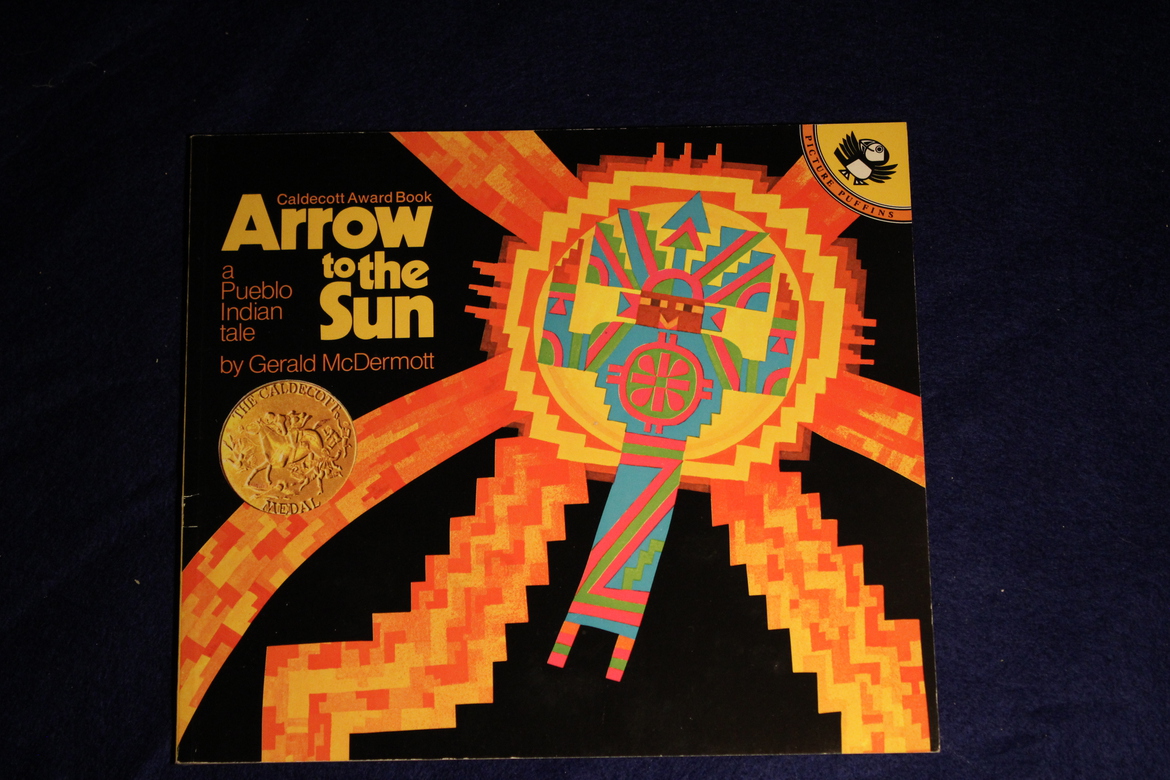 Caldecott Award Book
Arrow
to the
Sun
a
Pueblo
Indian
tale
by Gerald McDermott
THE CALDECOTT
MEDAL
PICTURE PUFFINS